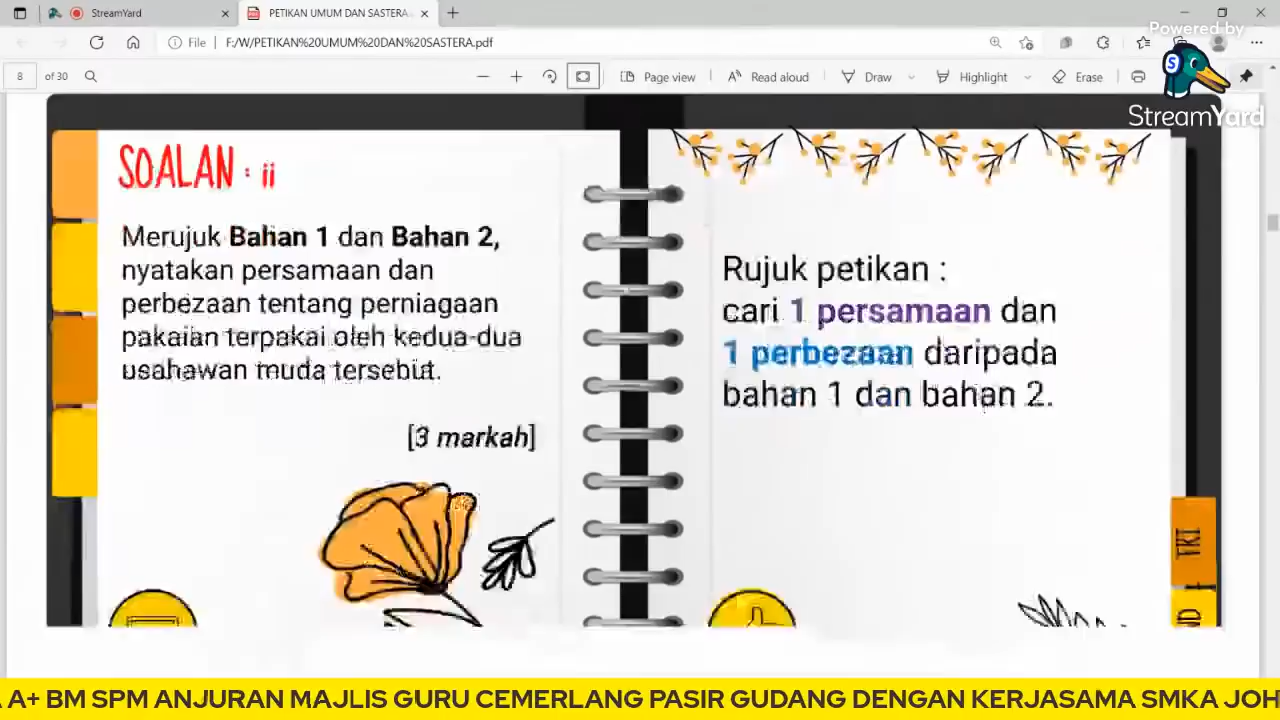 StreamYard
PETIKAN UMUM DAN SASTERA
Powered by
File
F:/W/PETIKAN%20UMUM%20DAN%20SASTERA.pdf
8 of 30
Page view
Read aloud
Draw
Highlight
Erase
StreamYard
SOALAN : ii
Merujuk Bahan 1 dan Bahan 2,
nyatakan persamaan dan
perbezaan tentang perniagaan
pakaian terpakai oleh kedua-dua
usahawan muda tersebut.
[3 markah]
Rujuk petikan :
cari 1 persamaan dan
1 perbezaan daripada
bahan 1 dan bahan 2.
A+ BM SPM ANJURAN MAJLIS GURU CEMERLANG PASIR GUDANG DENGAN KERJASAMA SMKA JOH